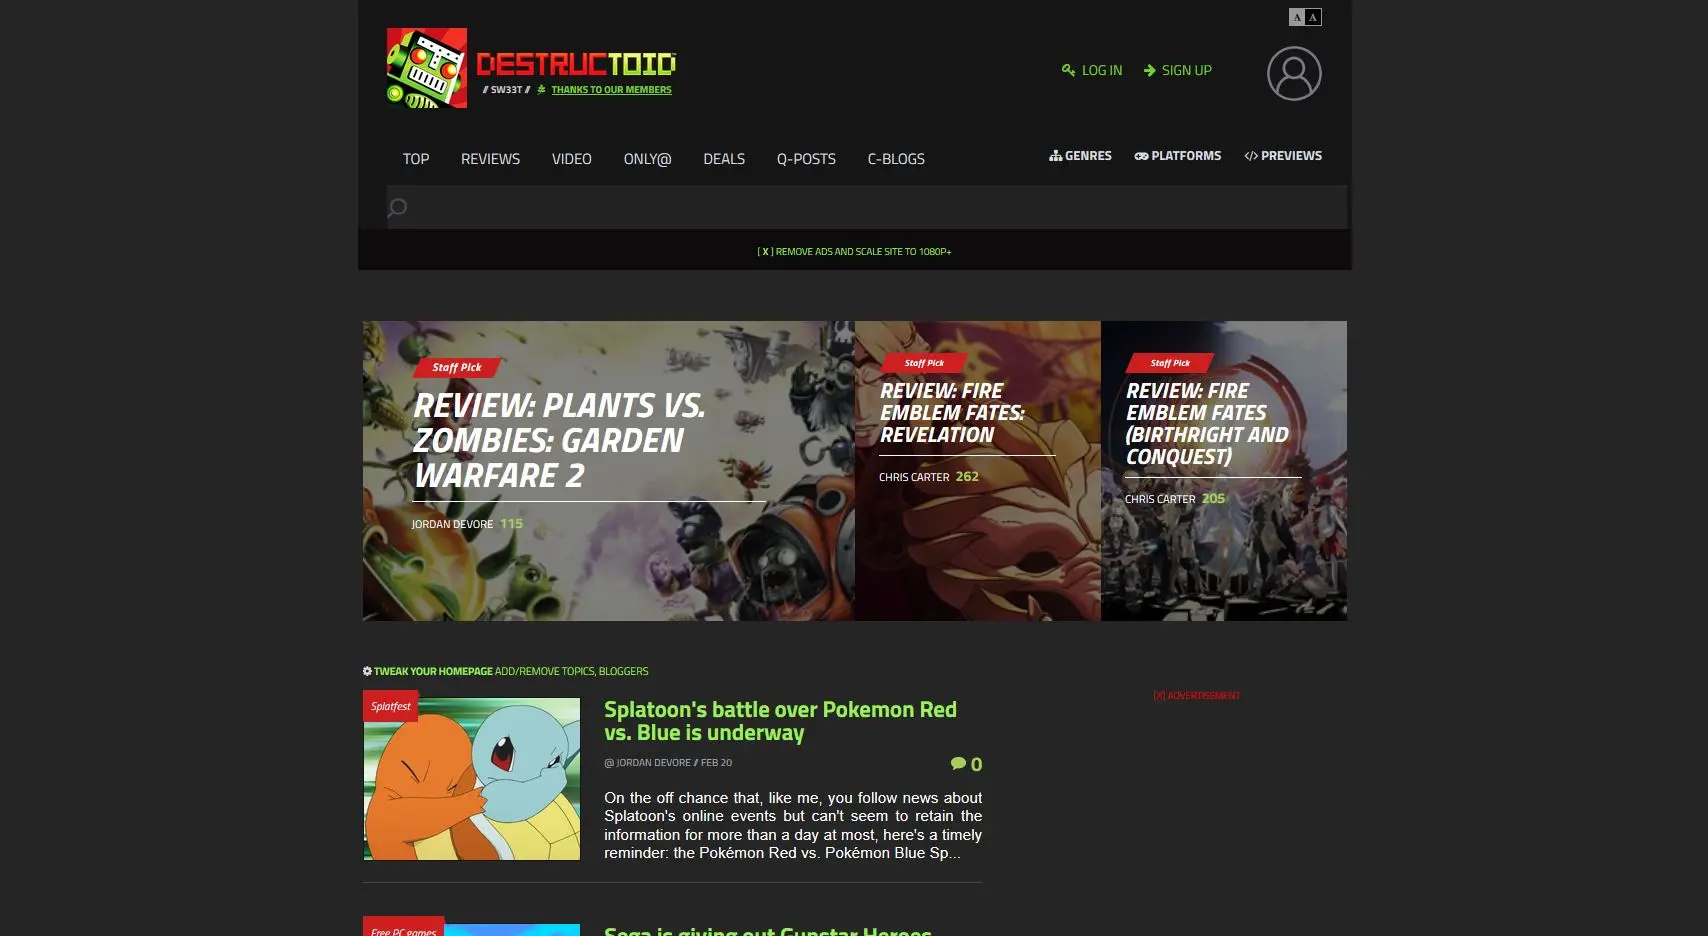 A A
DESTRUCTOID
// SW33T // THANKS TO OUR MEMBERS
LOG IN SIGN UP
TOP REVIEWS VIDEO ONLY@ DEALS Q-POSTS C-BLOGS
GENRES PLATFORMS PREVIEWS
[ X ] REMOVE ADS AND SCALE SITE TO 1080P+
Staff Pick
REVIEW: PLANTS VS.
ZOMBIES: GARDEN
WARFARE 2
JORDAN DEVORE 115
Staff Pick
REVIEW: FIRE
EMBLEM FATES:
REVELATION
CHRIS CARTER 262
Staff Pick
REVIEW: FIRE
EMBLEM FATES
(BIRTHRIGHT AND
CONQUEST)
CHRIS CARTER 205
TWEAK YOUR HOMEPAGE ADD/REMOVE TOPICS, BLOGGERS
Splatfest
Splatoon's battle over Pokemon Red
vs. Blue is underway
@ JORDAN DEVORE // FEB 20
0
On the off chance that, like me, you follow news about
Splatoon's online events but can't seem to retain the
information for more than a day at most, here's a timely
reminder: the Pokémon Red vs. Pokémon Blue Sp...
[X] ADVERTISEMENT
Free PC games
Sega is giving out Gunstar Heroes